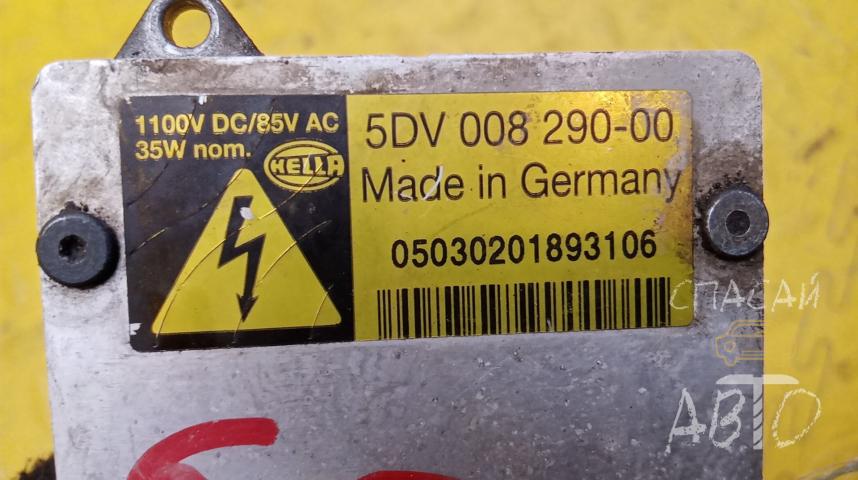 1100V DC/85V AC
35W nom.
HELLA
5DV 008 290-00
Made in Germany
05030201893106
СПАСАЙ
АВТО